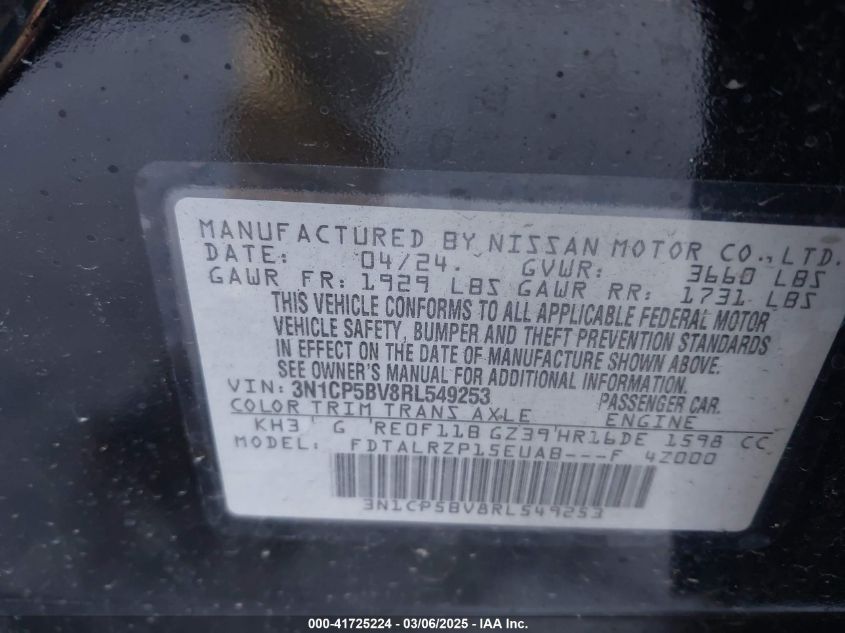 MANUFACTURED BY NISSAN MOTOR CO., LTD.
DATE: 04/24. GVWR: 3660 LBS
GAWR FR: 1929 LBS GAWR RR: 1731 LBS
THIS VEHICLE CONFORMS TO ALL APPLICABLE FEDERAL MOTOR
VEHICLE SAFETY, BUMPER AND THEFT PREVENTION STANDARDS
IN EFFECT ON THE DATE OF MANUFACTURE SHOWN ABOVE.
SEE OWNER'S MANUAL FOR ADDITIONAL INFORMATION.
VIN: 3N1CP5BV8RL549253 PASSENGER CAR.
COLOR TRIM TRANS AXLE ENGINE
KH3 G RE0F11B GZ39 HR16DE 1598 CC
MODEL: FDTALRZP15EUAB---F 4Z000
3N1CP5BV8RL549253
000-41725224 - 03/06/2025 - IAA Inc.